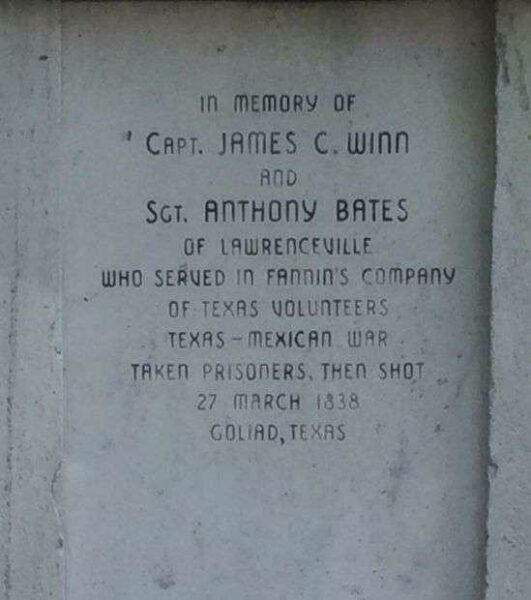 IN MEMORY OF
CAPT. JAMES C. WINN
AND
SGT. ANTHONY BATES
OF LAWRENCEVILLE
WHO SERVED IN FANNIN'S COMPANY
OF TEXAS VOLUNTEERS
TEXAS-MEXICAN WAR
TAKEN PRISONERS, THEN SHOT
27 MARCH 1838
GOLIAD, TEXAS